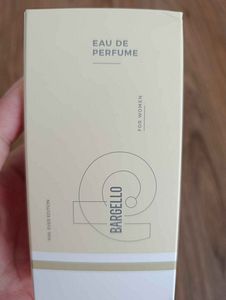 EAU DE
PERFUME
FOR WOMEN
BARGELLO